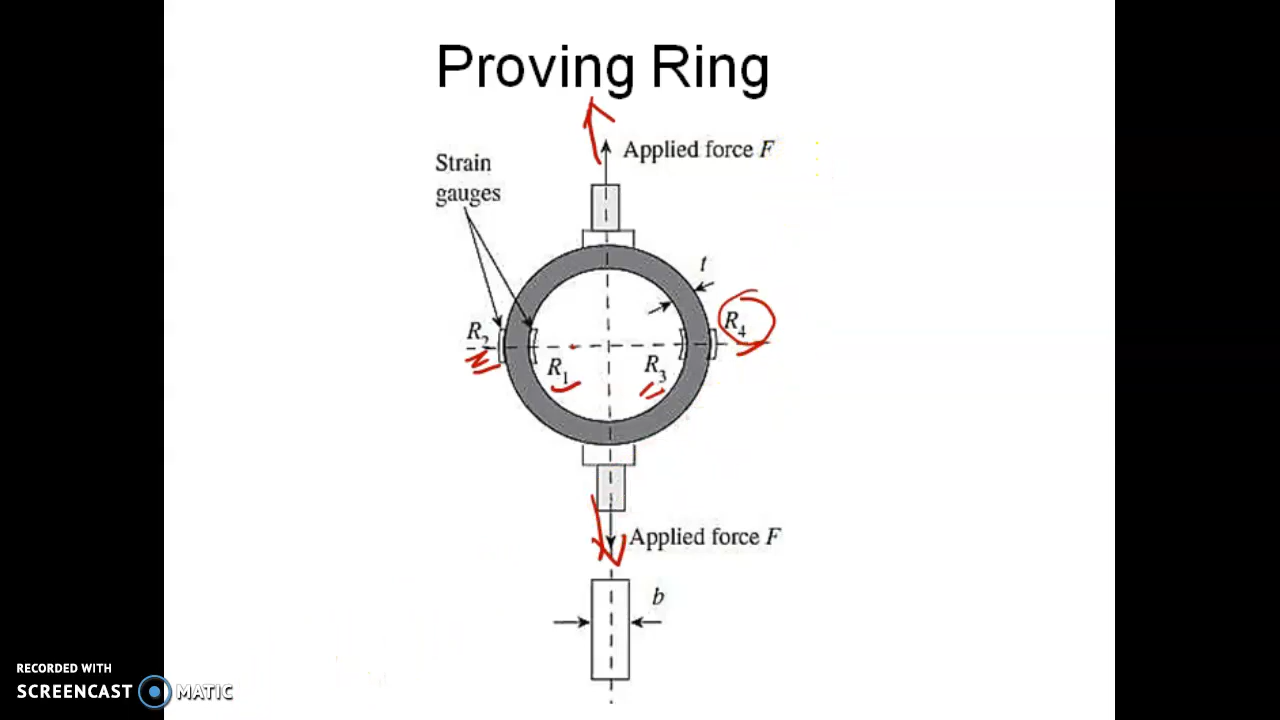 Proving Ring
Applied force F
Strain
gauges
t
R2
R4
R1
R3
Applied force F
b
RECORDED WITH
SCREENCAST MATIC